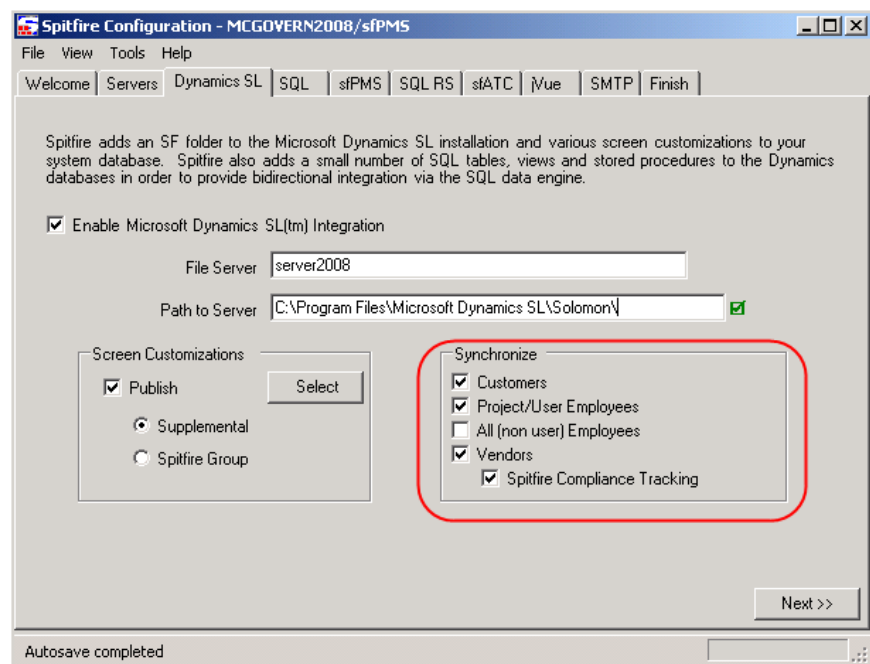 Spitfire Configuration - MCGOVERN2008/sfPMS
File View Tools Help
Welcome Servers Dynamics SL SQL sfPMS SQL RS sfATC jVue SMTP Finish
Spitfire adds an SF folder to the Microsoft Dynamics SL installation and various screen customizations to your
system database. Spitfire also adds a small number of SQL tables, views and stored procedures to the Dynamics
databases in order to provide bidirectional integration via the SQL data engine.
Enable Microsoft Dynamics SL(tm) Integration
File Server server2008
Path to Server C:\Program Files\Microsoft Dynamics SL\Solomon\
Screen Customizations
Publish Select
Supplemental
Spitfire Group
Synchronize
Customers
Project/User Employees
All (non user) Employees
Vendors
Spitfire Compliance Tracking
Next >>
Autosave completed